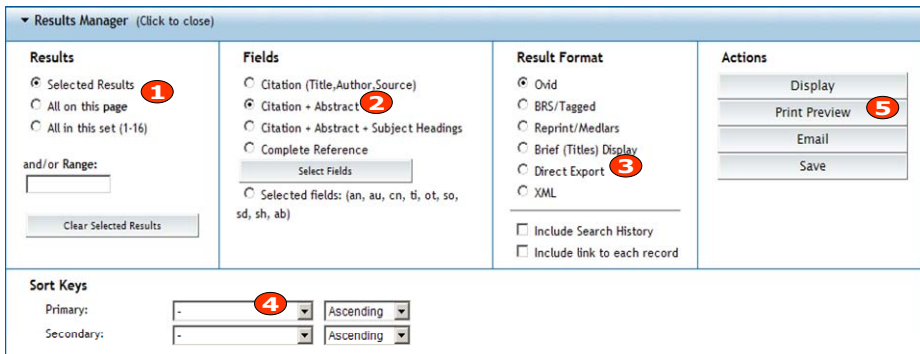 Results Manager (Click to close)
Results
Selected Results
1
All on this page
All in this set (1-16)
and/or Range:
Clear Selected Results
Fields
Citation (Title,Author,Source)
Citation + Abstract
2
Citation + Abstract + Subject Headings
Complete Reference
Select Fields
Selected fields: (an, au, cn, ti, ot, so,
sd, sh, ab)
Result Format
Ovid
BRS/Tagged
Reprint/Medlars
Brief (Titles) Display
3
Direct Export
XML
Include Search History
Include link to each record
Actions
Display
Print Preview
5
Email
Save
Sort Keys
Primary:
-
4
Ascending
Secondary:
-
Ascending